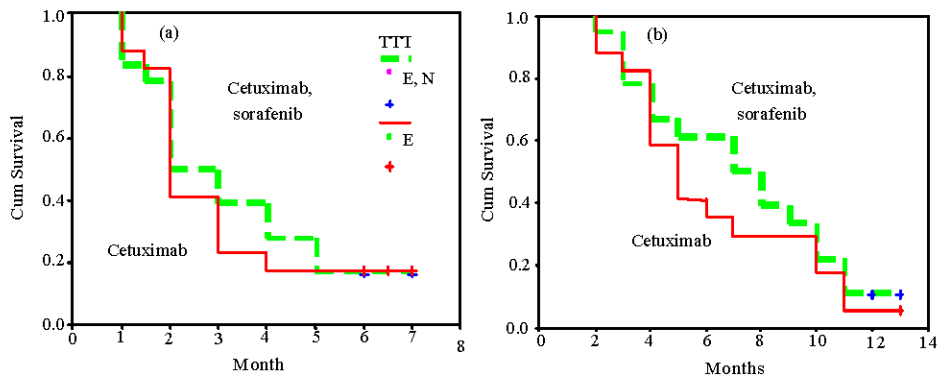 (a)
TTT
E, N
E
Cetuximab,
sorafenib
Cetuximab
Cum Survival
1.0
0.8
0.6
0.4
0.2
0.0
0 1 2 3 4 5 6 7 8
Month
(b)
Cetuximab,
sorafenib
Cetuximab
Cum Survival
1.0
0.8
0.6
0.4
0.2
0.0
0 2 4 6 8 10 12 14
Months